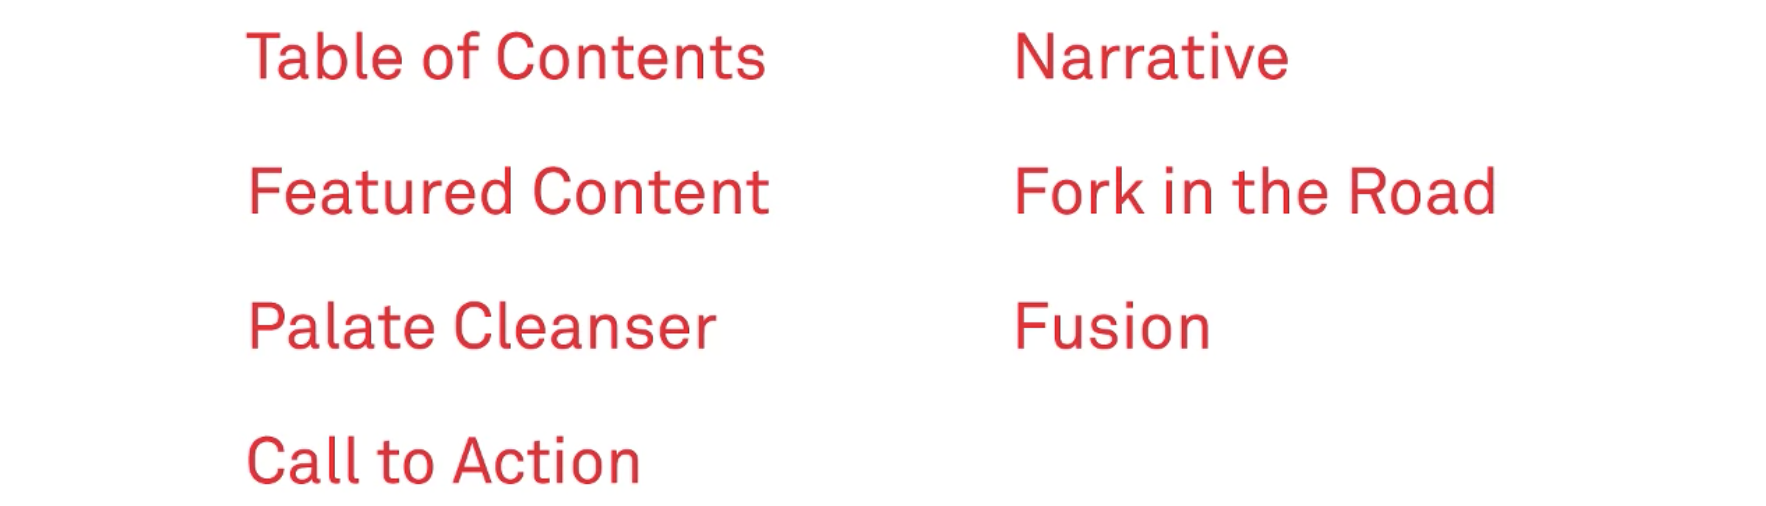 Table of Contents
Featured Content
Palate Cleanser
Call to Action
Narrative
Fork in the Road
Fusion